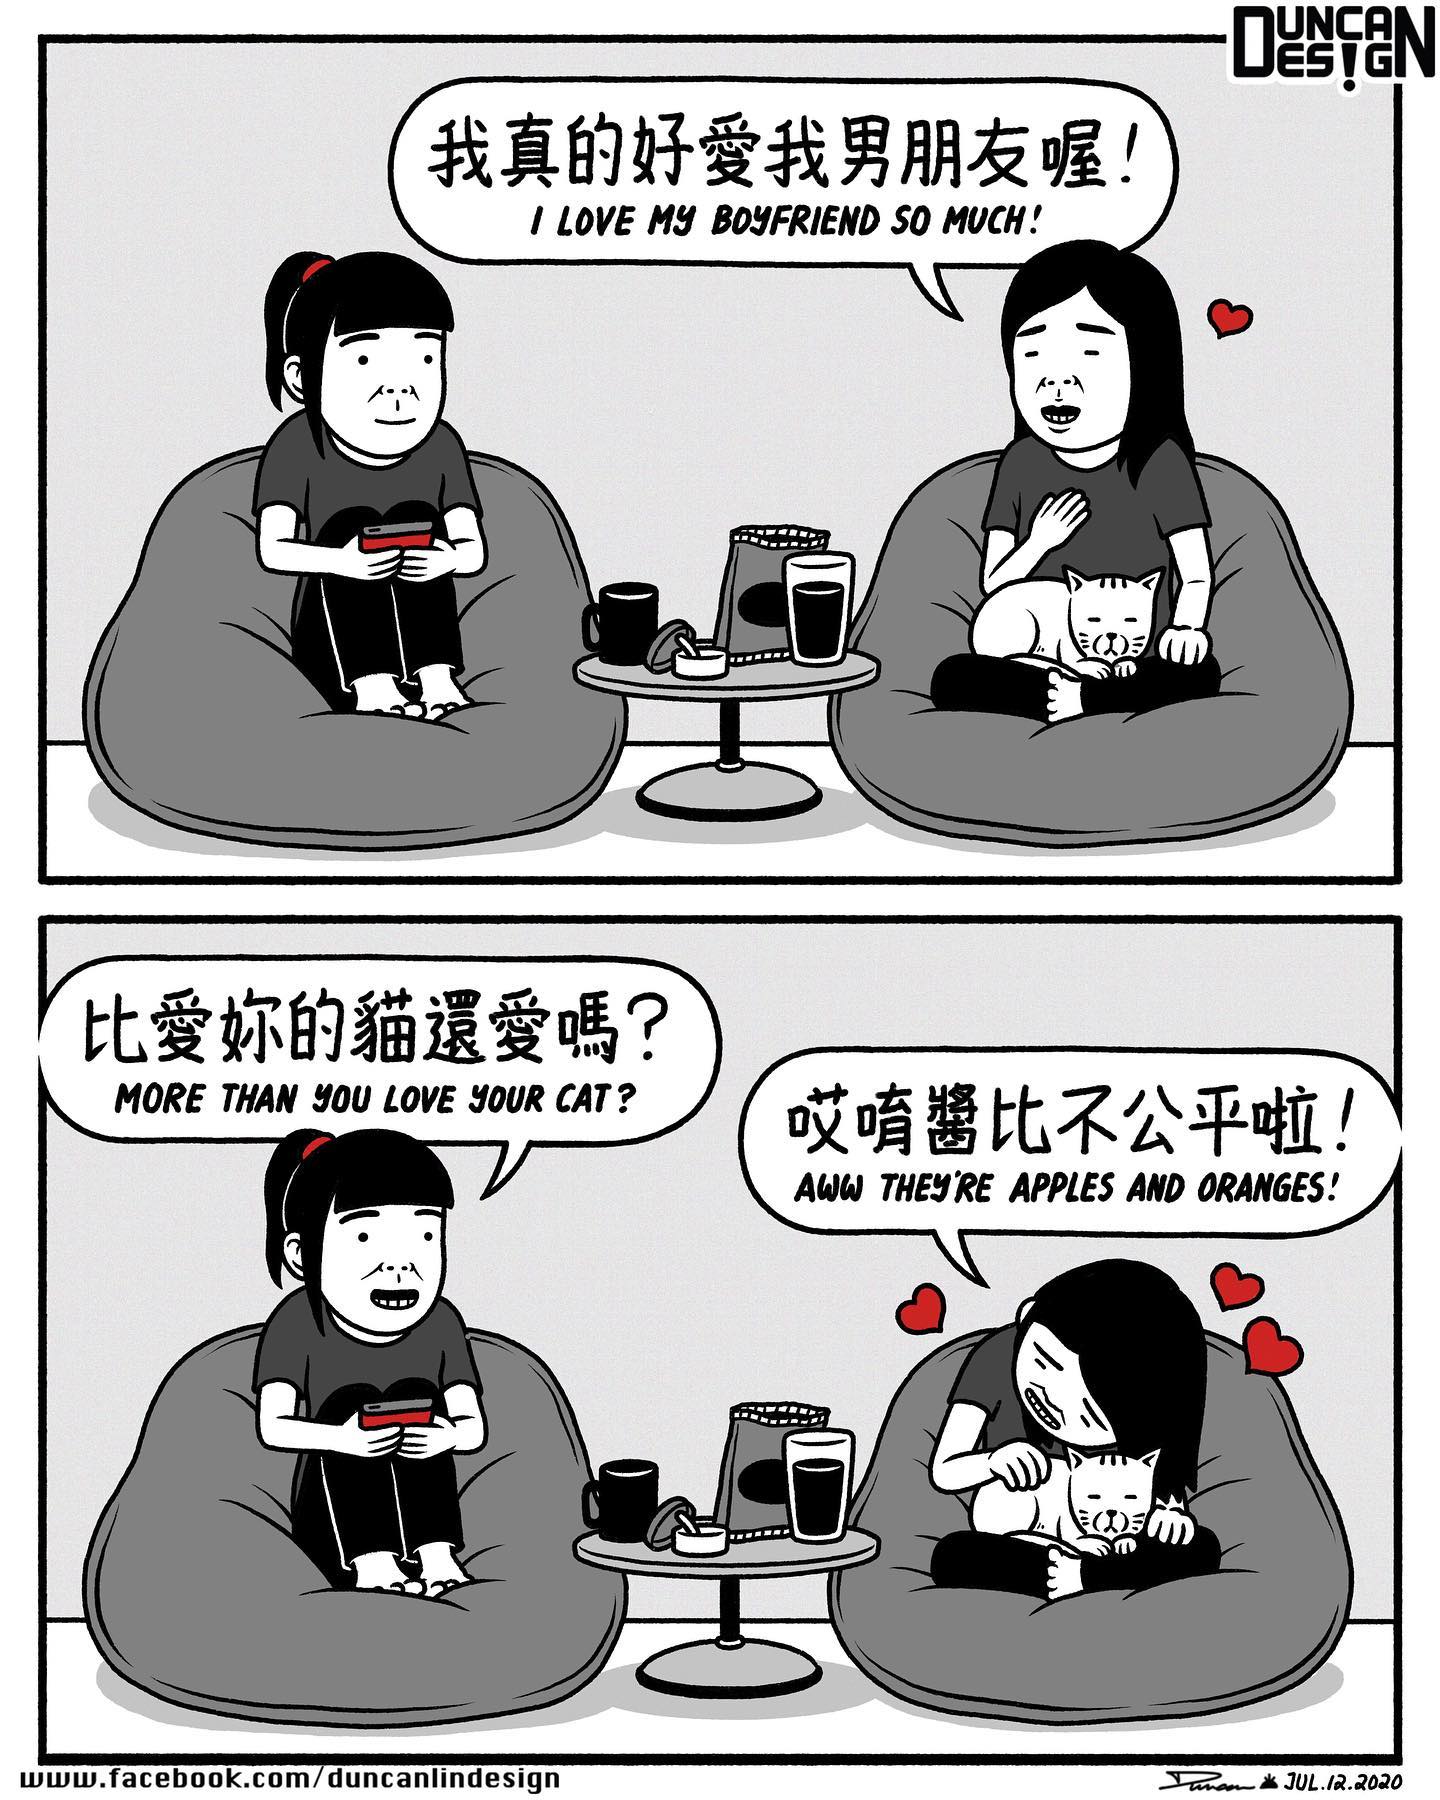 DUNCAN
DES!GN
我真的好愛我男朋友喔！
I LOVE MY BOYFRIEND SO MUCH!
比愛妳的貓還愛嗎？
MORE THAN YOU LOVE YOUR CAT?
哎唷醬比不公平啦！
AWW THEY'RE APPLES AND ORANGES!
www.facebook.com/duncanlindesign
Duncan JUL.12.2020